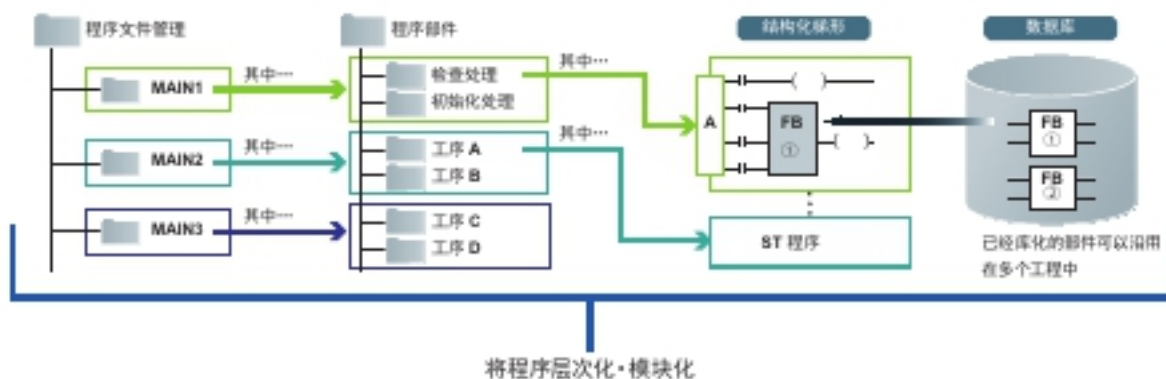 程序文件管理
MAIN1
MAIN2
MAIN3
其中…
其中…
其中…
程序部件
检查处理
初始化处理
工序 A
工序 B
工序 C
工序 D
其中…
其中…
结构化梯形
A
FB
①
ST 程序
数据库
FB
①
FB
②
已经库化的部件可以沿用
在多个工程中
将程序层次化·模块化